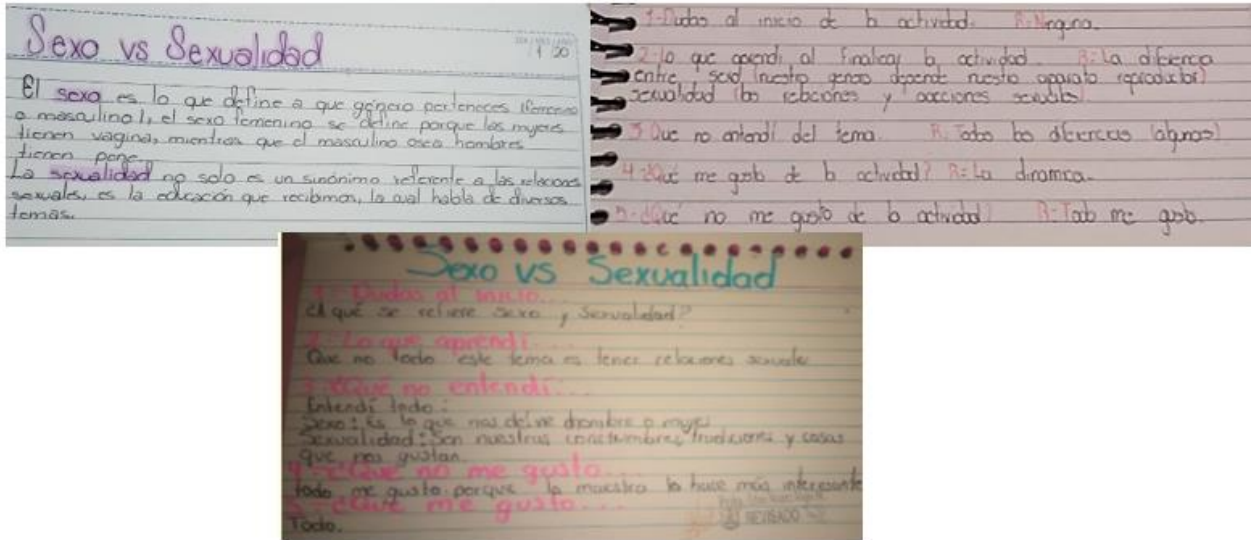 Sexo vs Sexualidad
El sexo es lo que define a que género perteneces (femenino
o masculino), el sexo femenino se define porque las mujeres
tienen vagina, mientras que el masculino osea hombres
tienen pene.
La sexualidad no solo es un sinónimo referente a las relaciones
sexuales, es la educación que recibimos, la cual habla de diversos
temas.
1-Dudas al inicio de la actividad. R: Ninguna.
2-Lo que aprendi al finalizar la actividad R: La diferencia
entre sexo (nuestro genero depende nuestro aparato reproductor)
sexualidad (las relaciones y acciones sexuales)
3 Que no entendí del tema. R: Todas las diferencias (algunas)
4-¿Qué me gusto de la actividad? R: La dinamica.
5-¿Qué no me gusto de la actividad? R: Todo me gusto.
Sexo vs Sexualidad
1- Dudas al inicio...
¿A qué se refiere sexo y Sexualidad?
2- Lo que aprendí...
Que no todo este tema es tener relaciones sexuales
3-¿Qué no entendí...
Entendí todo:
Sexo: Es lo que nos define hombre o mujer
Sexualidad: Son nuestras costumbres, tradiciones y cosas
que nos gustan.
4-¿Qué no me gusto...
todo me gusto porque la maestra lo hace más interesante
5-¿Qué me gusto....
Todo.
REVISADO